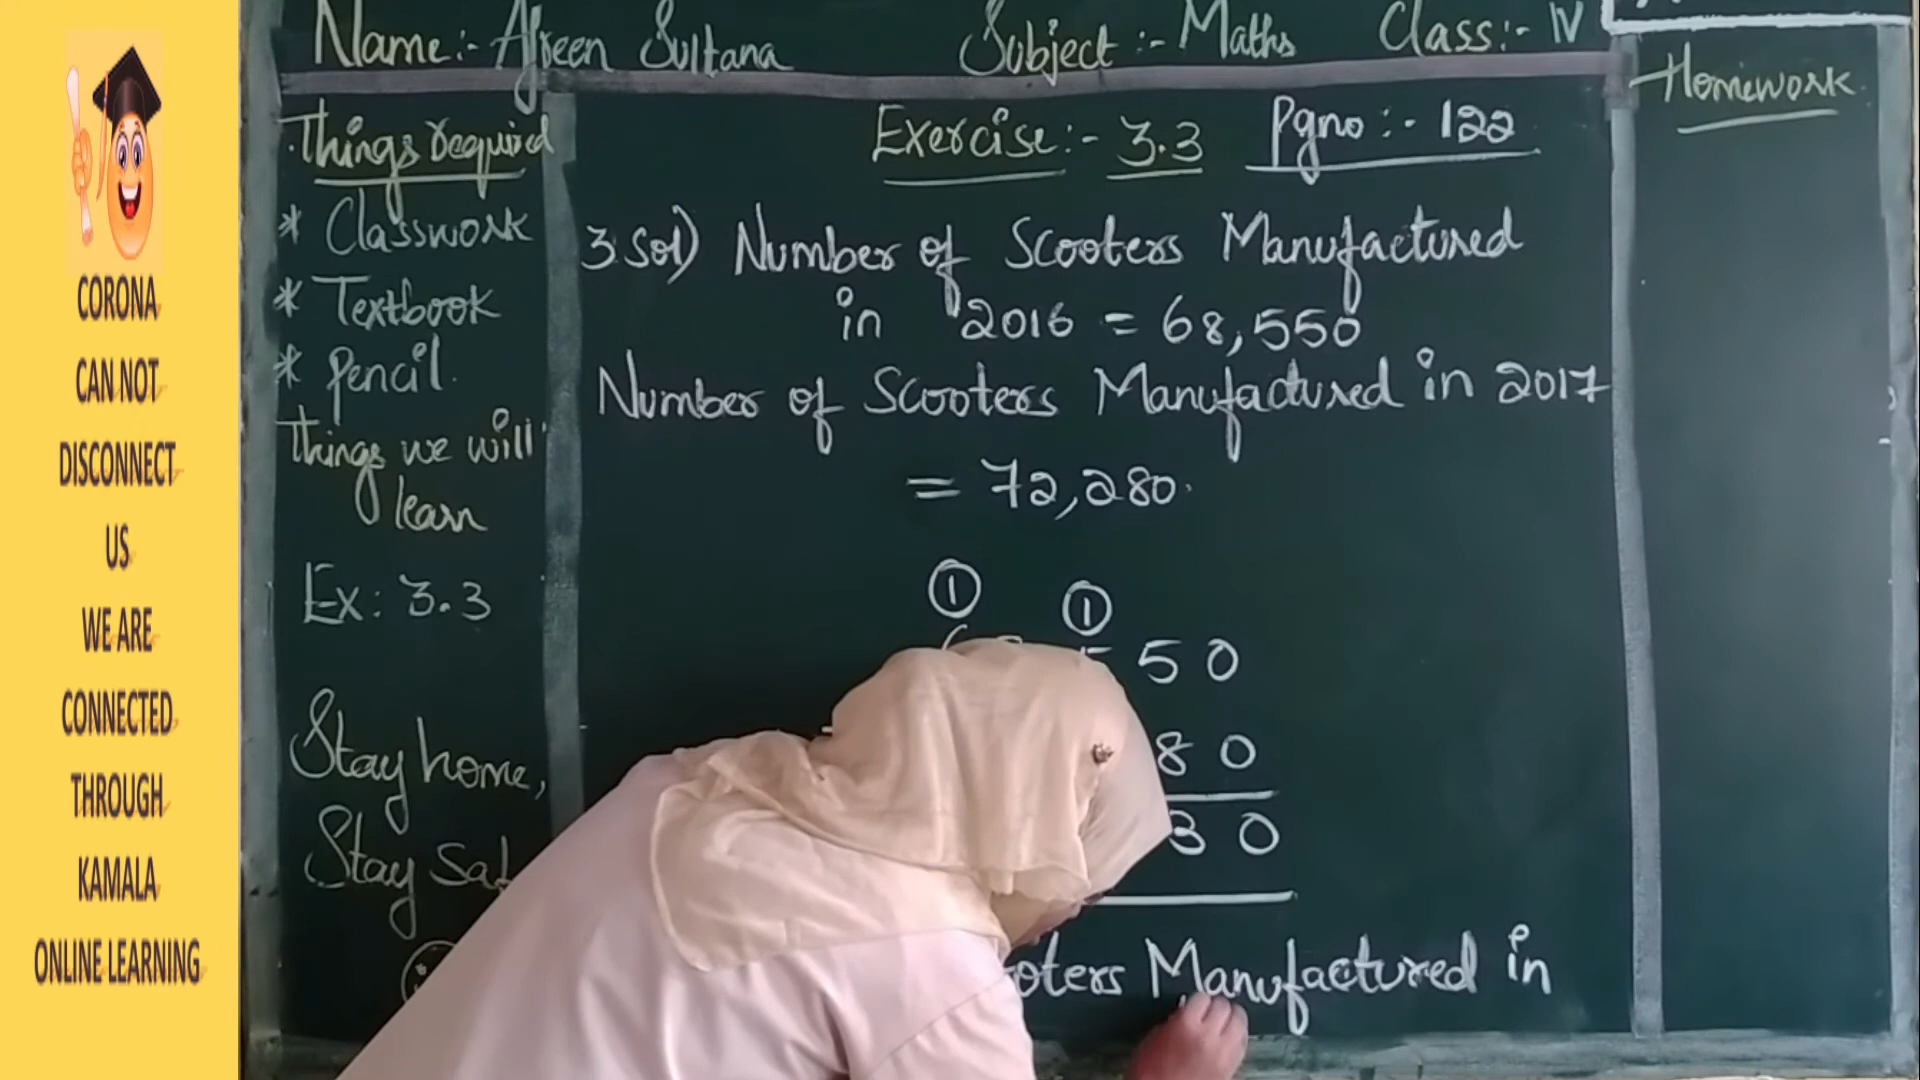 CORONA
CAN NOT
DISCONNECT
US
WE ARE
CONNECTED
THROUGH
KAMALA
ONLINE LEARNING
Name:- Afreen Sultana Subject:- Maths Class:- IV
Things required
* Classwork
* Textbook
* Pencil.
Things we will
learn
Ex: 3.3
Stay home,
Stay
Exercise:- 3.3 Pgno:- 122
3 Sol) Number of Scooters Manufactured
in 2016 = 68,550
Number of Scooters Manufactured in 2017
= 72,280.
1 1
5 0
8 0
3 0
Manufactured in
Homework